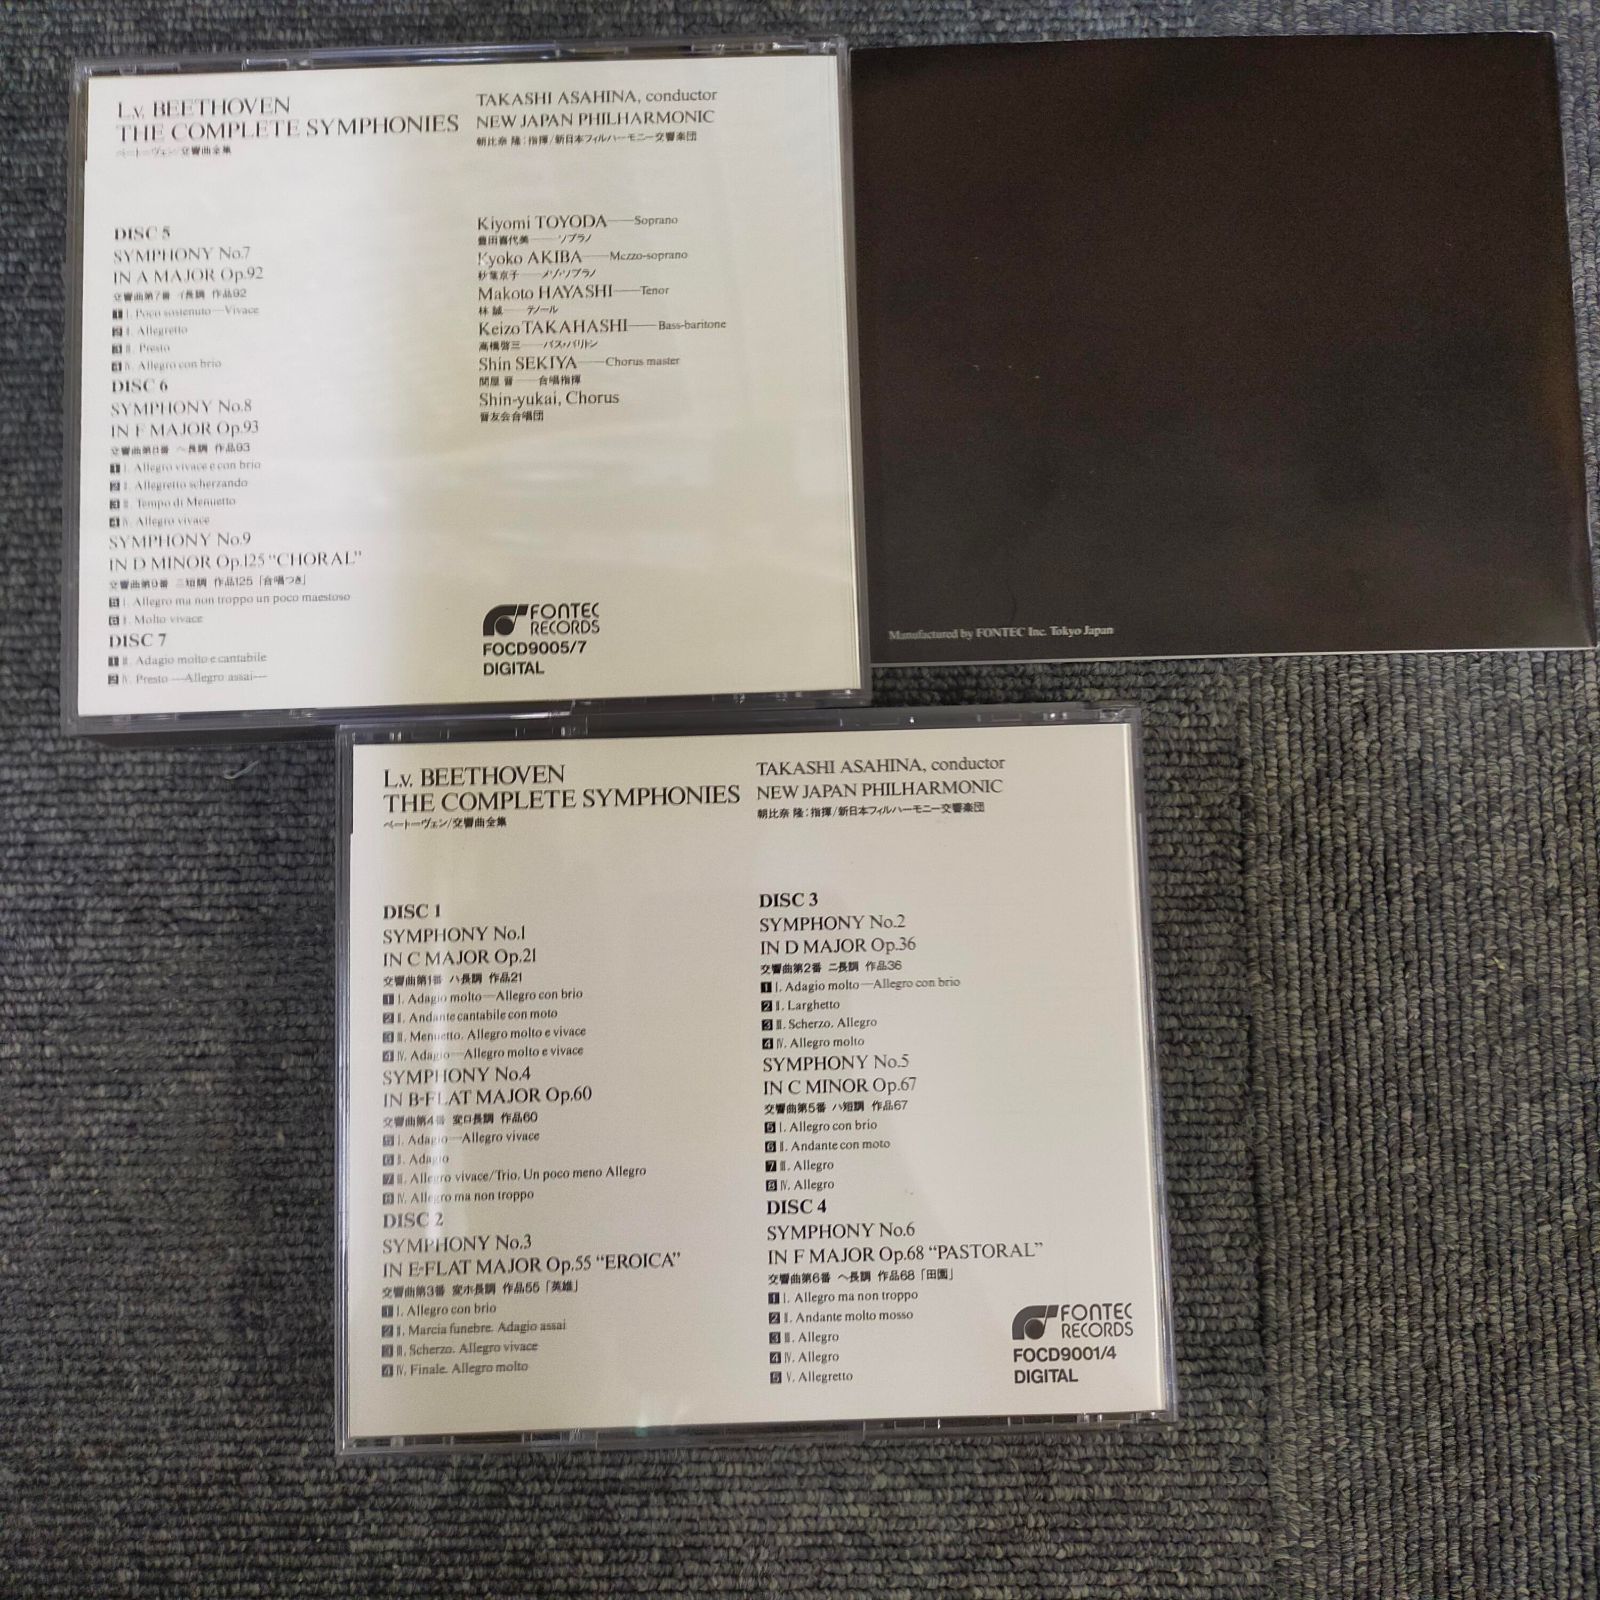 L.v. BEETHOVEN
THE COMPLETE SYMPHONIES
ベートーヴェン/交響曲全集
TAKASHI ASAHINA, conductor
NEW JAPAN PHILHARMONIC
朝比奈 隆：指揮/新日本フィルハーモニー交響楽団
DISC 5
SYMPHONY No.7
IN A MAJOR Op.92
交響曲第7番 イ長調 作品92
1 I. Poco sostenuto—Vivace
2 II. Allegretto
3 III. Presto
4 IV. Allegro con brio
DISC 6
SYMPHONY No.8
IN F MAJOR Op.93
交響曲第8番 ヘ長調 作品93
1 I. Allegro vivace e con brio
2 II. Allegretto scherzando
3 III. Tempo di Menuetto
4 IV. Allegro vivace
SYMPHONY No.9
IN D MINOR Op.125 “CHORAL”
交響曲第9番 ニ短調 作品125「合唱つき」
5 I. Allegro ma non troppo un poco maestoso
6 II. Molto vivace
DISC 7
1 III. Adagio molto e cantabile
2 IV. Presto—Allegro assai—
Kiyomi TOYODA—Soprano
豊田喜代美—ソプラノ
Kyoko AKIBA—Mezzo-soprano
秋葉京子—メゾ・ソプラノ
Makoto HAYASHI—Tenor
林 誠—テノール
Keizo TAKAHASHI—Bass-baritone
高橋啓三—バス・バリトン
Shin SEKIYA—Chorus master
関屋 晋—合唱指揮
Shin-yukai, Chorus
晋友会合唱団
FONTEC
RECORDS
FOCD9005/7
DIGITAL
Manufactured by FONTEC Inc. Tokyo Japan
L.v. BEETHOVEN
THE COMPLETE SYMPHONIES
ベートーヴェン/交響曲全集
TAKASHI ASAHINA, conductor
NEW JAPAN PHILHARMONIC
朝比奈 隆：指揮/新日本フィルハーモニー交響楽団
DISC 1
SYMPHONY No.1
IN C MAJOR Op.21
交響曲第1番 ハ長調 作品21
1 I. Adagio molto—Allegro con brio
2 II. Andante cantabile con moto
3 III. Menuetto. Allegro molto e vivace
4 IV. Adagio—Allegro molto e vivace
SYMPHONY No.4
IN B-FLAT MAJOR Op.60
交響曲第4番 変ロ長調 作品60
5 I. Adagio—Allegro vivace
6 II. Adagio
7 III. Allegro vivace/Trio. Un poco meno Allegro
8 IV. Allegro ma non troppo
DISC 2
SYMPHONY No.3
IN E-FLAT MAJOR Op.55 “EROICA”
交響曲第3番 変ホ長調 作品55「英雄」
1 I. Allegro con brio
2 II. Marcia funebre. Adagio assai
3 III. Scherzo. Allegro vivace
4 IV. Finale. Allegro molto
DISC 3
SYMPHONY No.2
IN D MAJOR Op.36
交響曲第2番 ニ長調 作品36
1 I. Adagio molto—Allegro con brio
2 II. Larghetto
3 III. Scherzo. Allegro
4 IV. Allegro molto
SYMPHONY No.5
IN C MINOR Op.67
交響曲第5番 ハ短調 作品67
5 I. Allegro con brio
6 II. Andante con moto
7 III. Allegro
8 IV. Allegro
DISC 4
SYMPHONY No.6
IN F MAJOR Op.68 “PASTORAL”
交響曲第6番 ヘ長調 作品68「田園」
1 I. Allegro ma non troppo
2 II. Andante molto mosso
3 III. Allegro
4 IV. Allegro
5 V. Allegretto
FONTEC
RECORDS
FOCD9001/4
DIGITAL